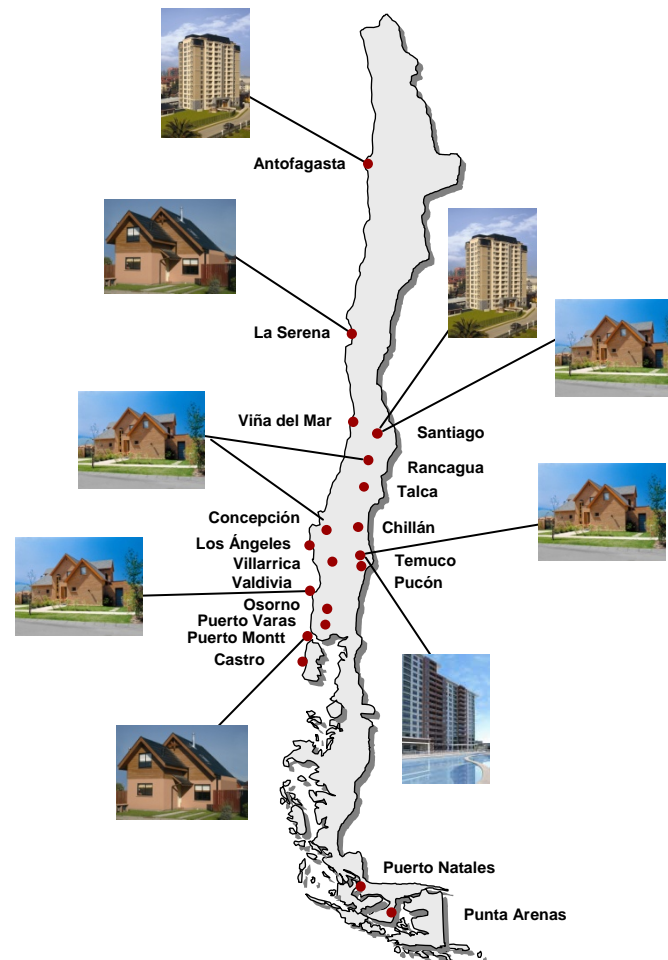 Antofagasta
La Serena
Viña del Mar
Santiago
Rancagua
Talca
Concepción
Chillán
Los Ángeles
Temuco
Villarrica
Pucón
Valdivia
Osorno
Puerto Varas
Puerto Montt
Castro
Puerto Natales
Punta Arenas